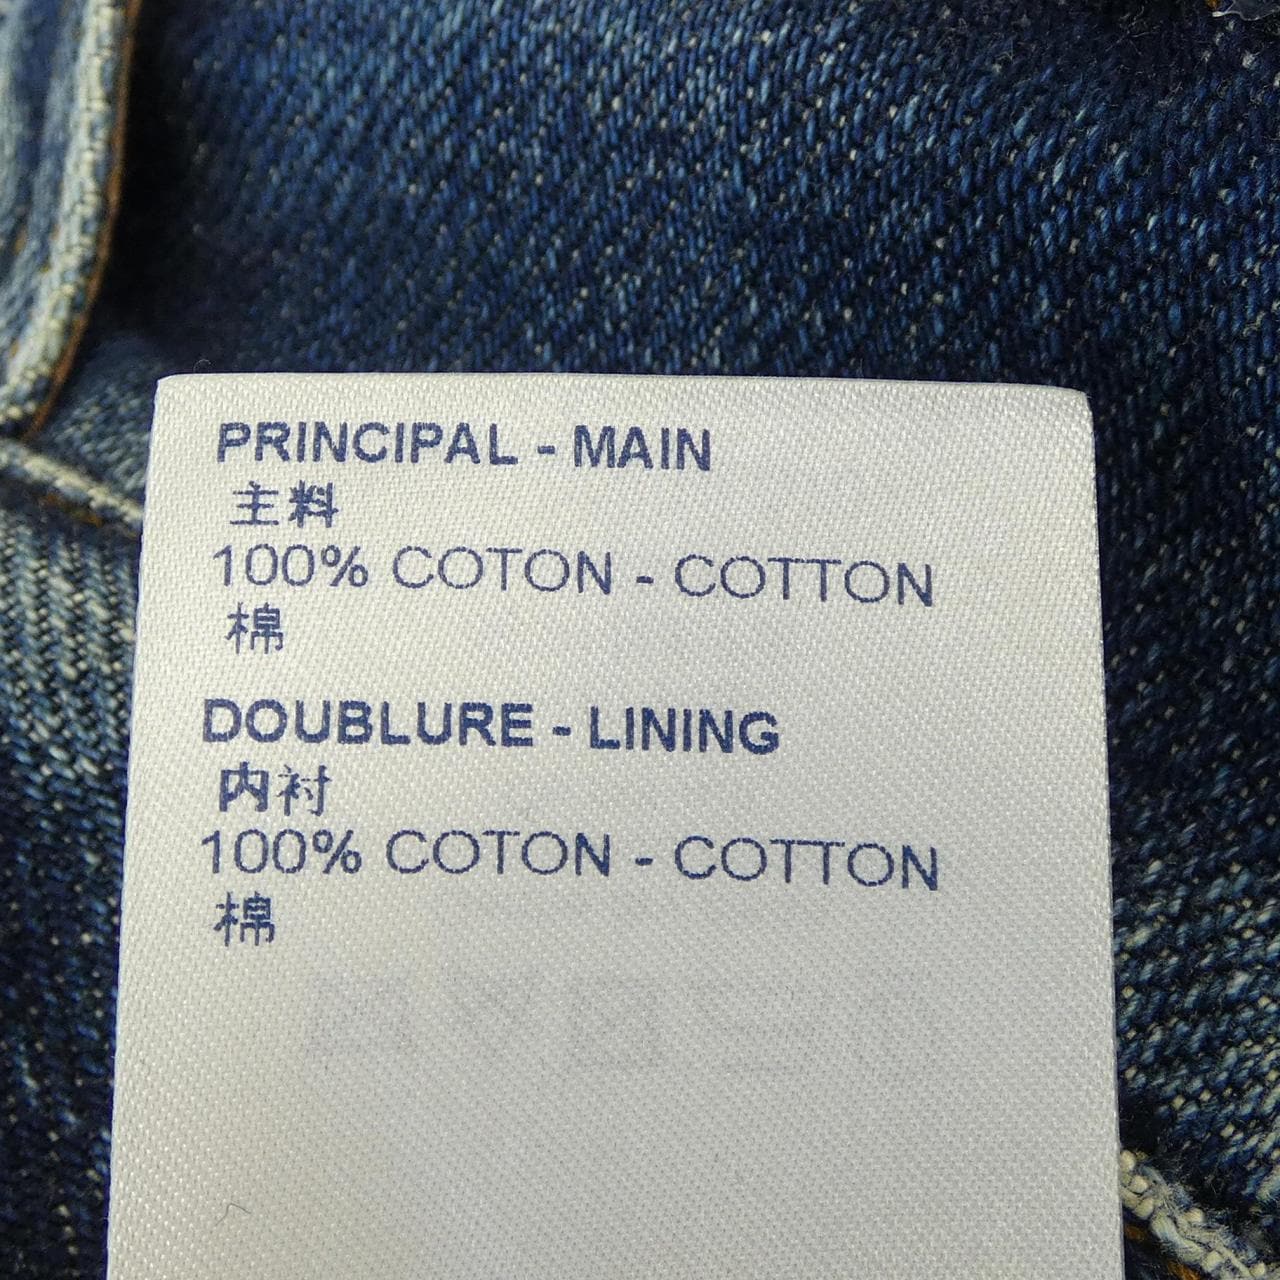 PRINCIPAL - MAIN
主料
100% COTON - COTTON
棉
DOUBLURE - LINING
内衬
100% COTON - COTTON
棉